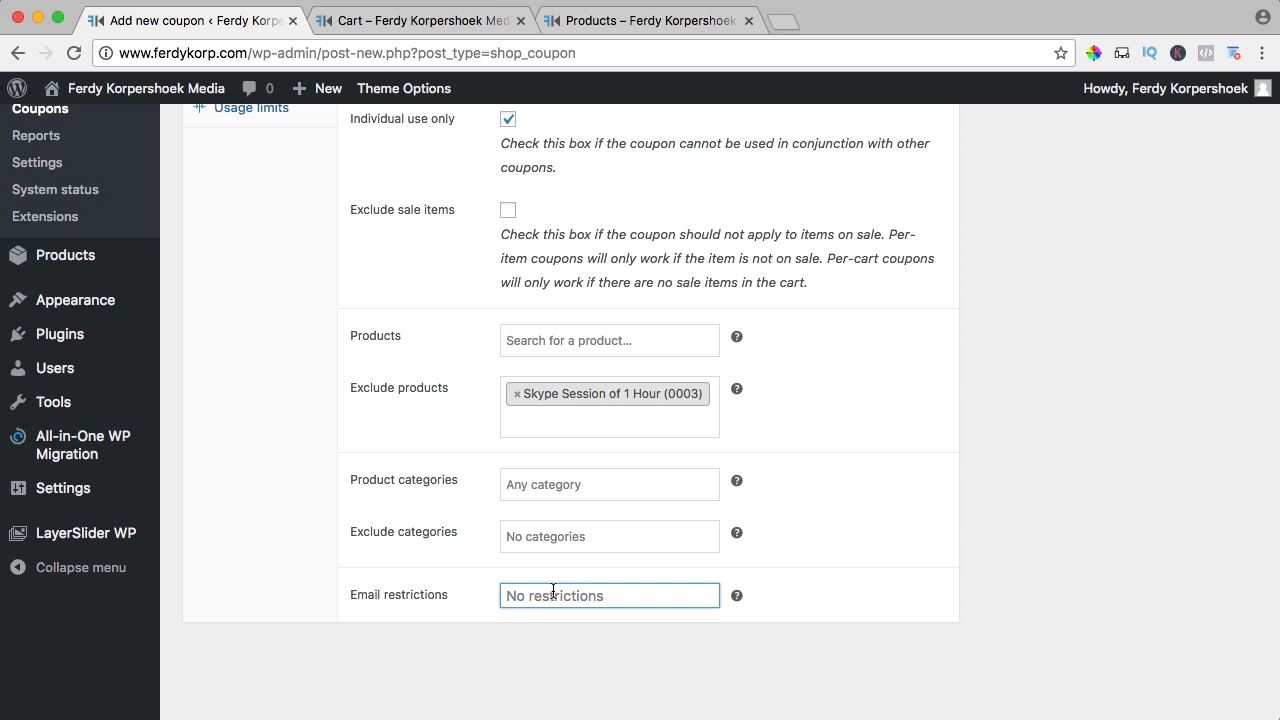 Add new coupon ‹ Ferdy Korpe
Cart – Ferdy Korpershoek Med
Products – Ferdy Korpershoek
www.ferdykorp.com/wp-admin/post-new.php?post_type=shop_coupon
Ferdy Korpershoek Media
0
New
Theme Options
Howdy, Ferdy Korpershoek
Coupons
Reports
Settings
System status
Extensions
Products
Appearance
Plugins
Users
Tools
All-in-One WP
Migration
Settings
LayerSlider WP
Collapse menu
Usage limits
Individual use only
Check this box if the coupon cannot be used in conjunction with other
coupons.
Exclude sale items
Check this box if the coupon should not apply to items on sale. Per-
item coupons will only work if the item is not on sale. Per-cart coupons
will only work if there are no sale items in the cart.
Products
Search for a product...
Exclude products
× Skype Session of 1 Hour (0003)
Product categories
Any category
Exclude categories
No categories
Email restrictions
No restrictions